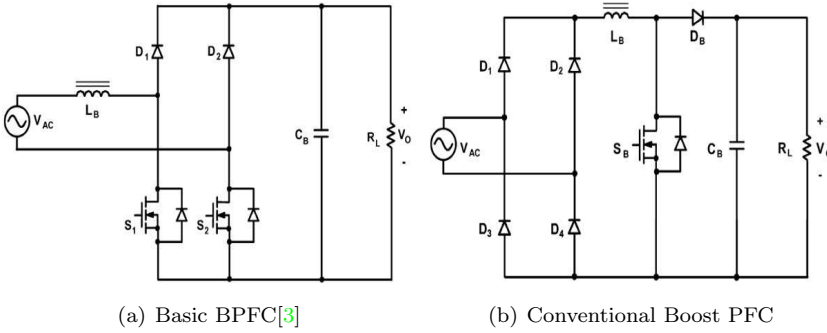 D1
D2
LB
VAC
CB
RL
+
VO
-
S1
S2
LB
DB
D1
D2
VAC
SB
CB
RL
+
V
-
D3
D4
(a) Basic BPFC[3]
(b) Conventional Boost PFC